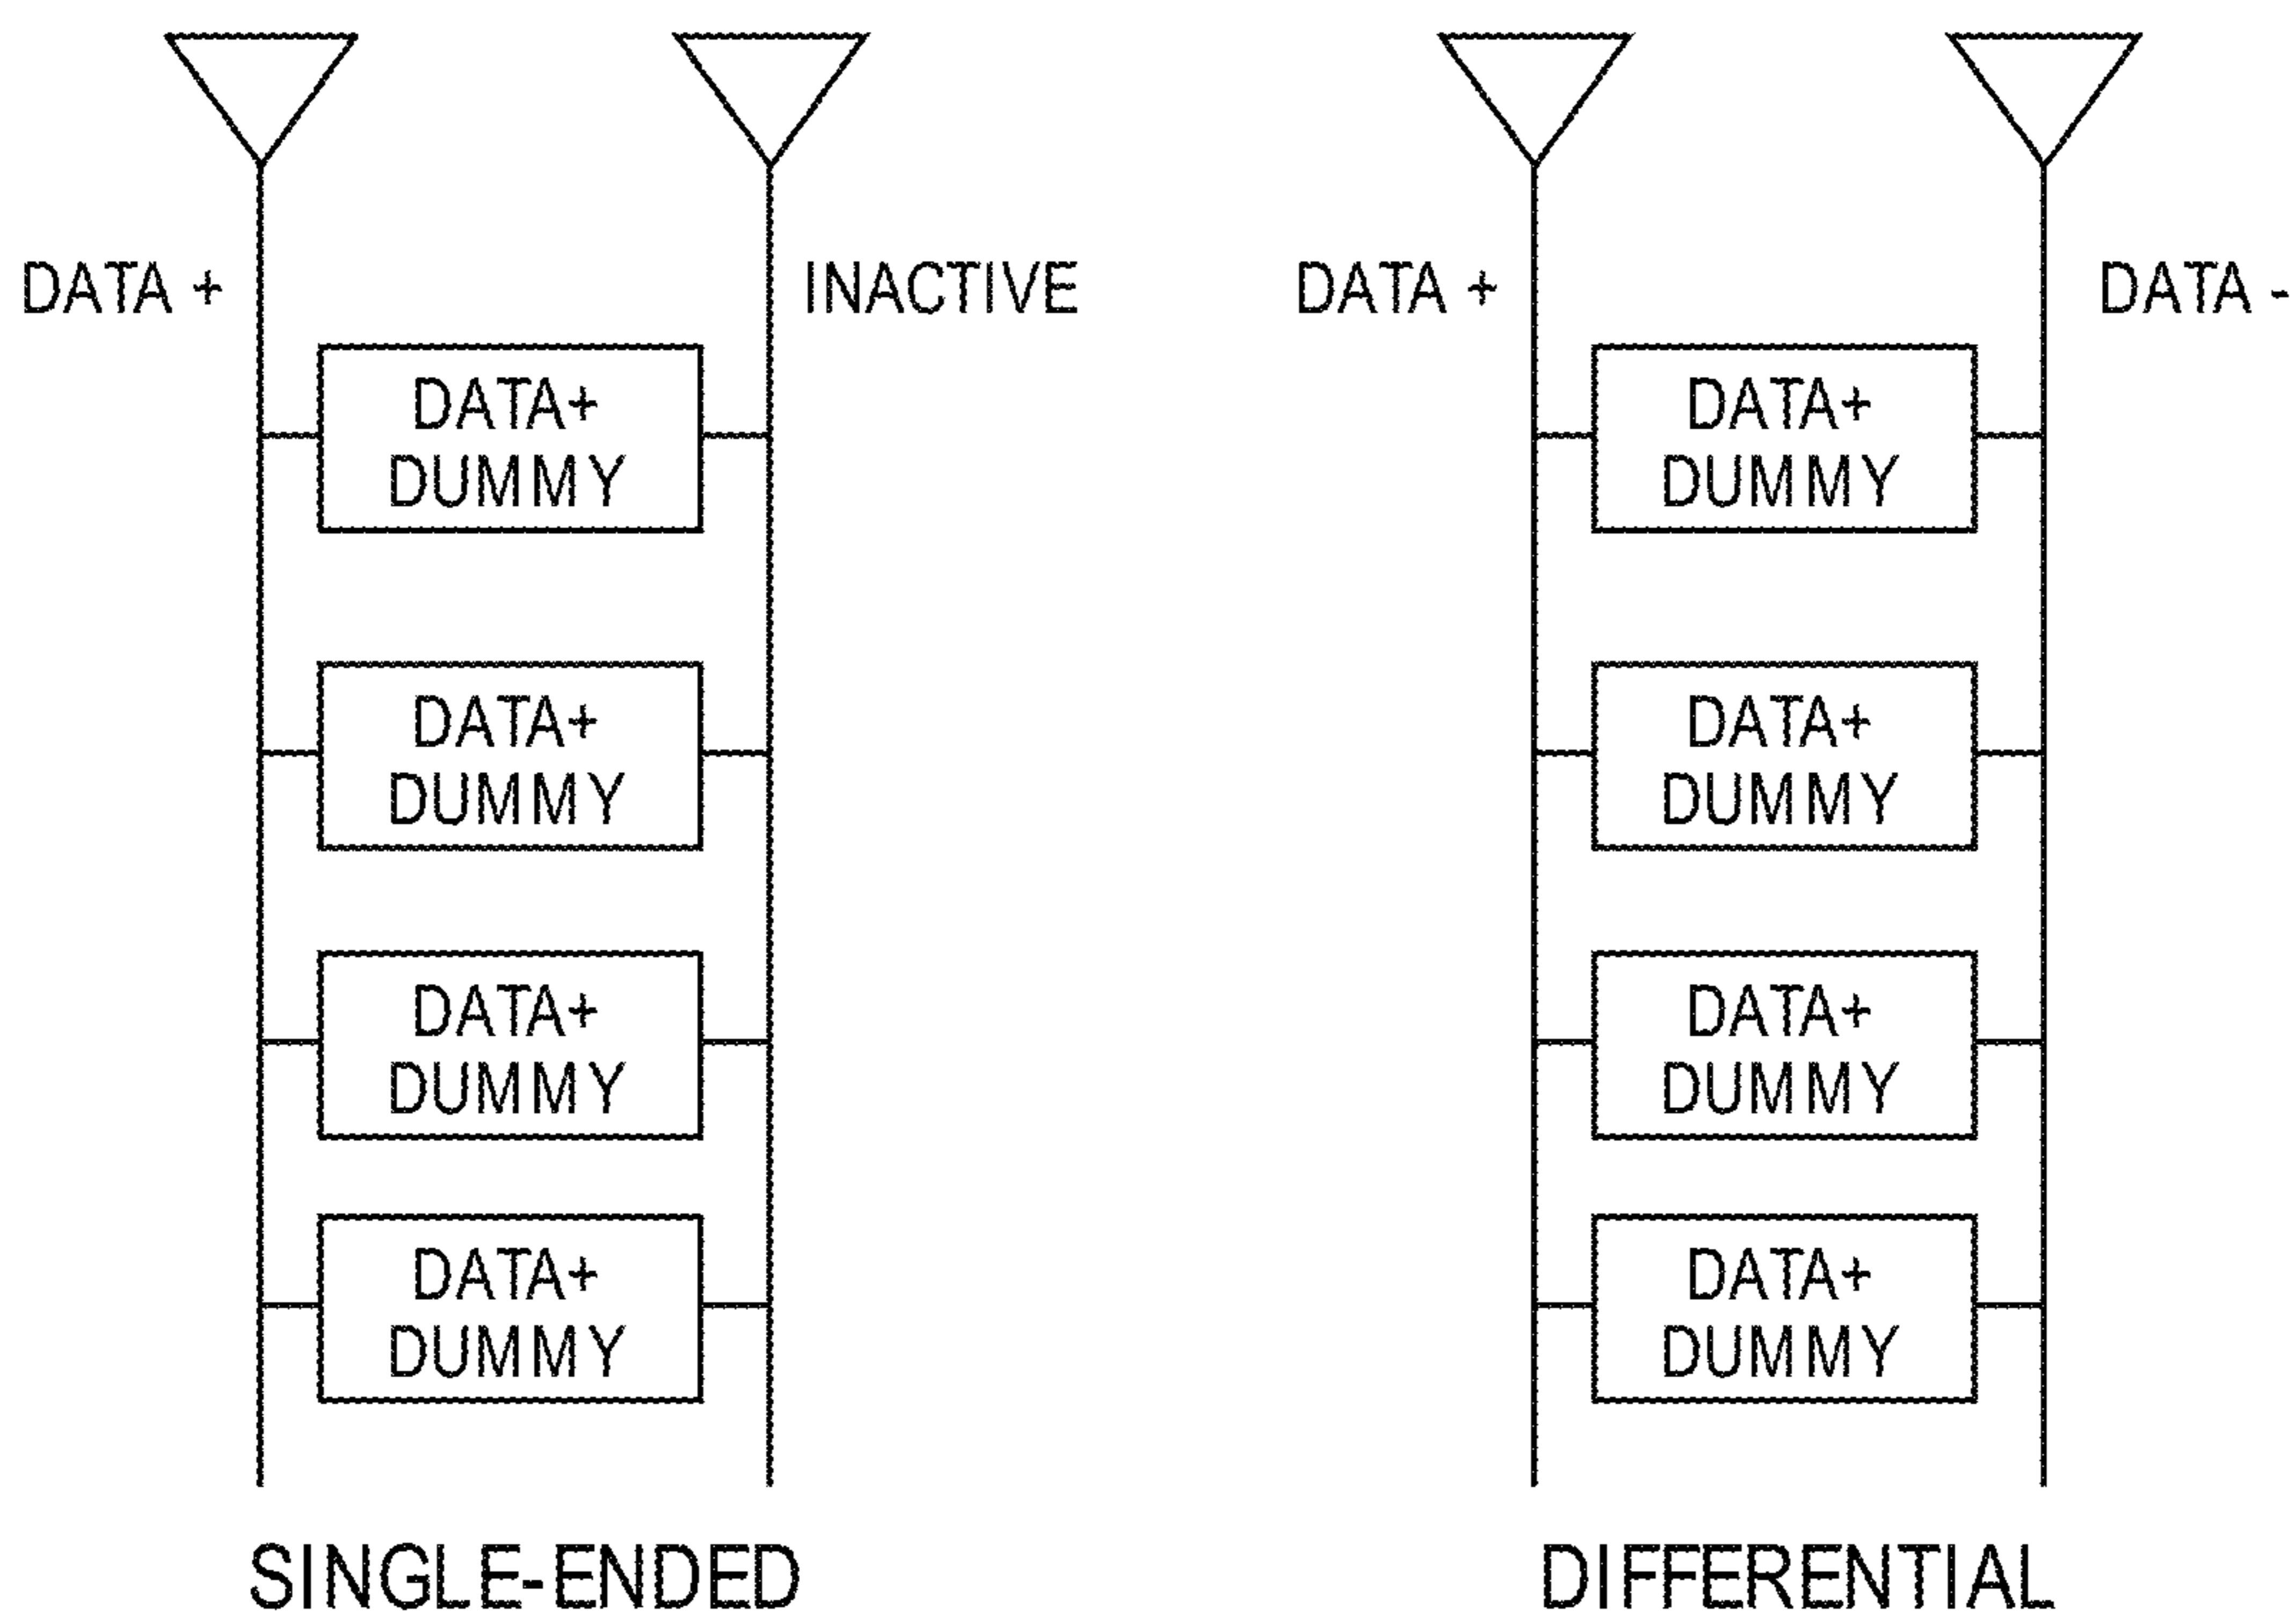 DATA +
INACTIVE
DATA+
DUMMY
DATA+
DUMMY
DATA+
DUMMY
DATA+
DUMMY
SINGLE-ENDED
DATA +
DATA -
DATA+
DUMMY
DATA+
DUMMY
DATA+
DUMMY
DATA+
DUMMY
DIFFERENTIAL